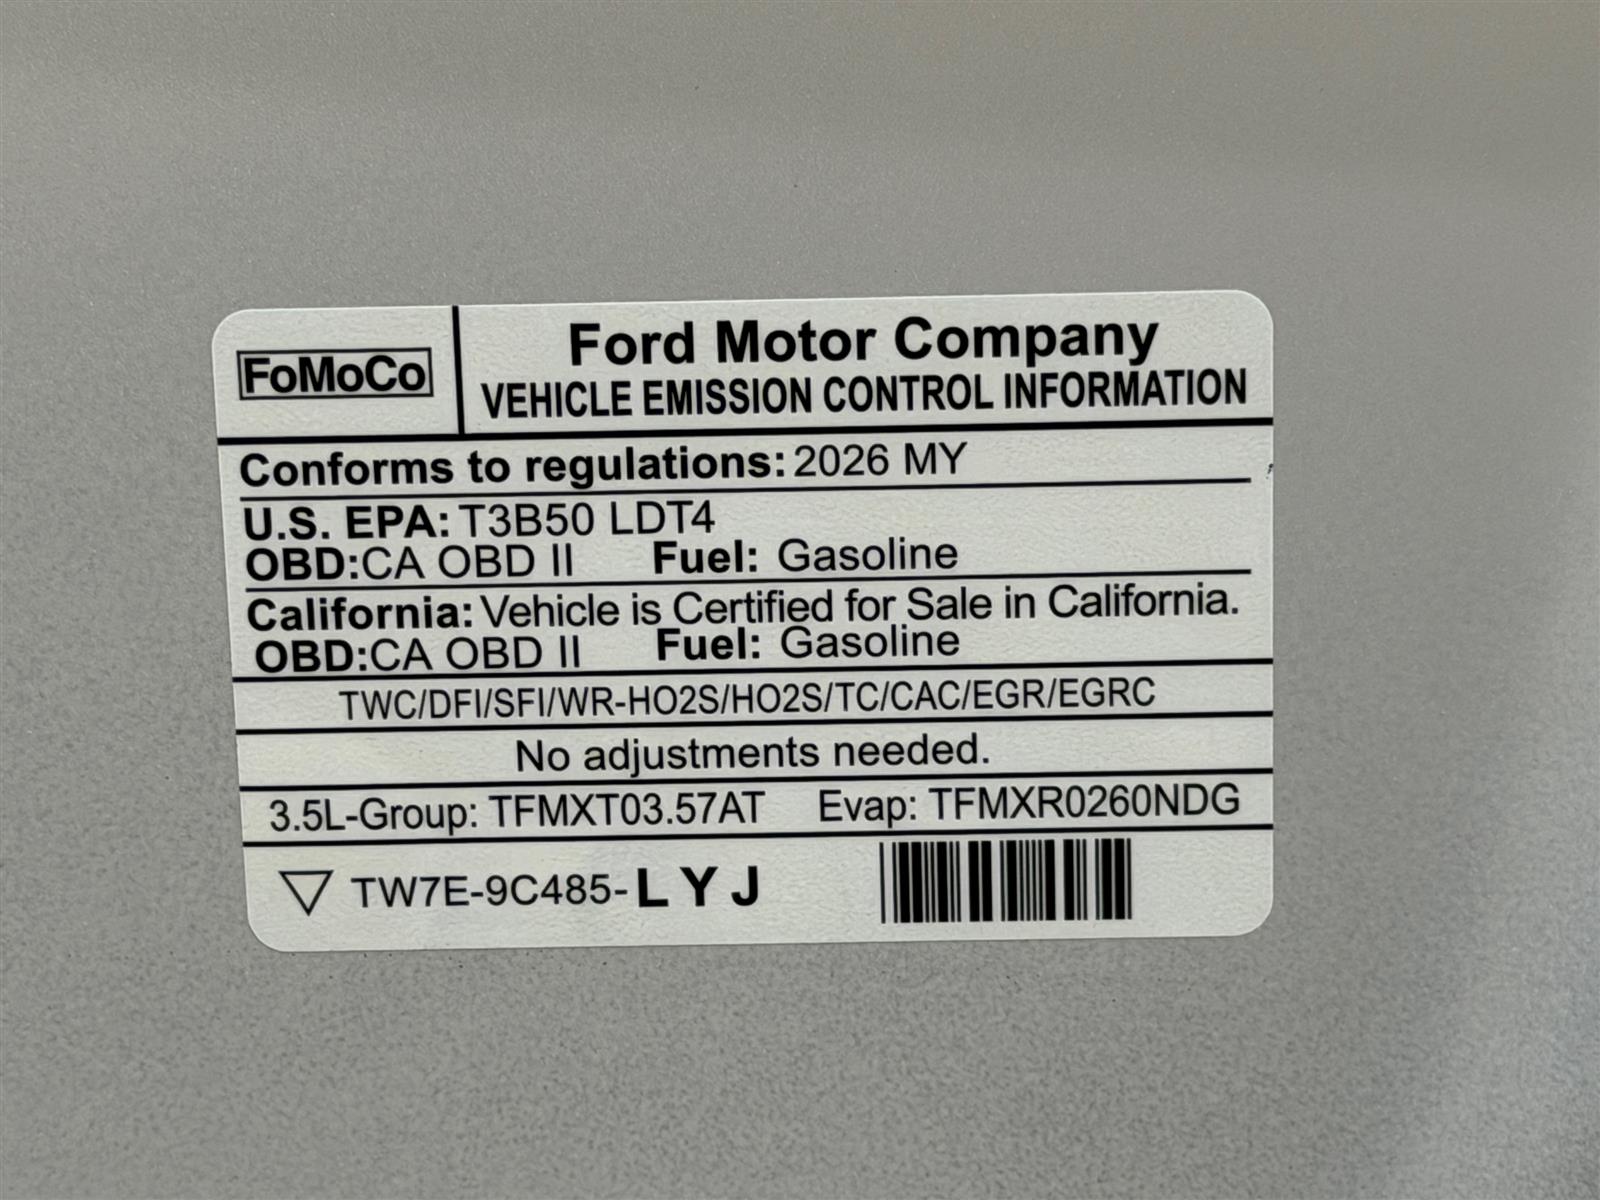 FoMoCo
Ford Motor Company
VEHICLE EMISSION CONTROL INFORMATION
Conforms to regulations: 2026 MY
U.S. EPA: T3B50 LDT4
OBD:CA OBD II Fuel: Gasoline
California: Vehicle is Certified for Sale in California.
OBD:CA OBD II Fuel: Gasoline
TWC/DFI/SFI/WR-HO2S/HO2S/TC/CAC/EGR/EGRC
No adjustments needed.
3.5L-Group: TFMXT03.57AT Evap: TFMXR0260NDG
TW7E-9C485-LYJ